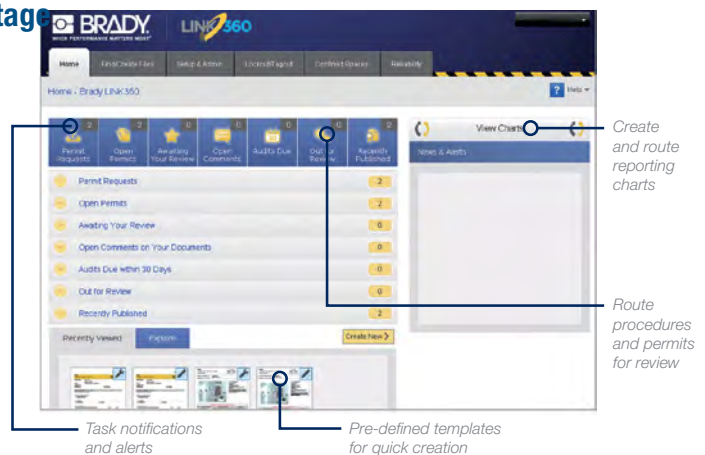 tage
BRADY.
WHEN PERFORMANCE MATTERS MOST
LINK360
Home
Find/Create Files
Setup & Admin
Lockout/Tagout
Confined Spaces
Reliability
Home - Brady LINK360
? Help
2
2
0
0
0
0
2
Permit Requests
Open Permits
Awaiting Your Review
Open Comments
Audits Due
Out for Review
Recently Published
View Charts
News & Alerts
Permit Requests 2
Open Permits 2
Awaiting Your Review 0
Open Comments on Your Documents 0
Audits Due within 30 Days 0
Out for Review 0
Recently Published 2
Recently Viewed
Explore
Create New >
Create
and route
reporting
charts
Route
procedures
and permits
for review
Task notifications
and alerts
Pre-defined templates
for quick creation